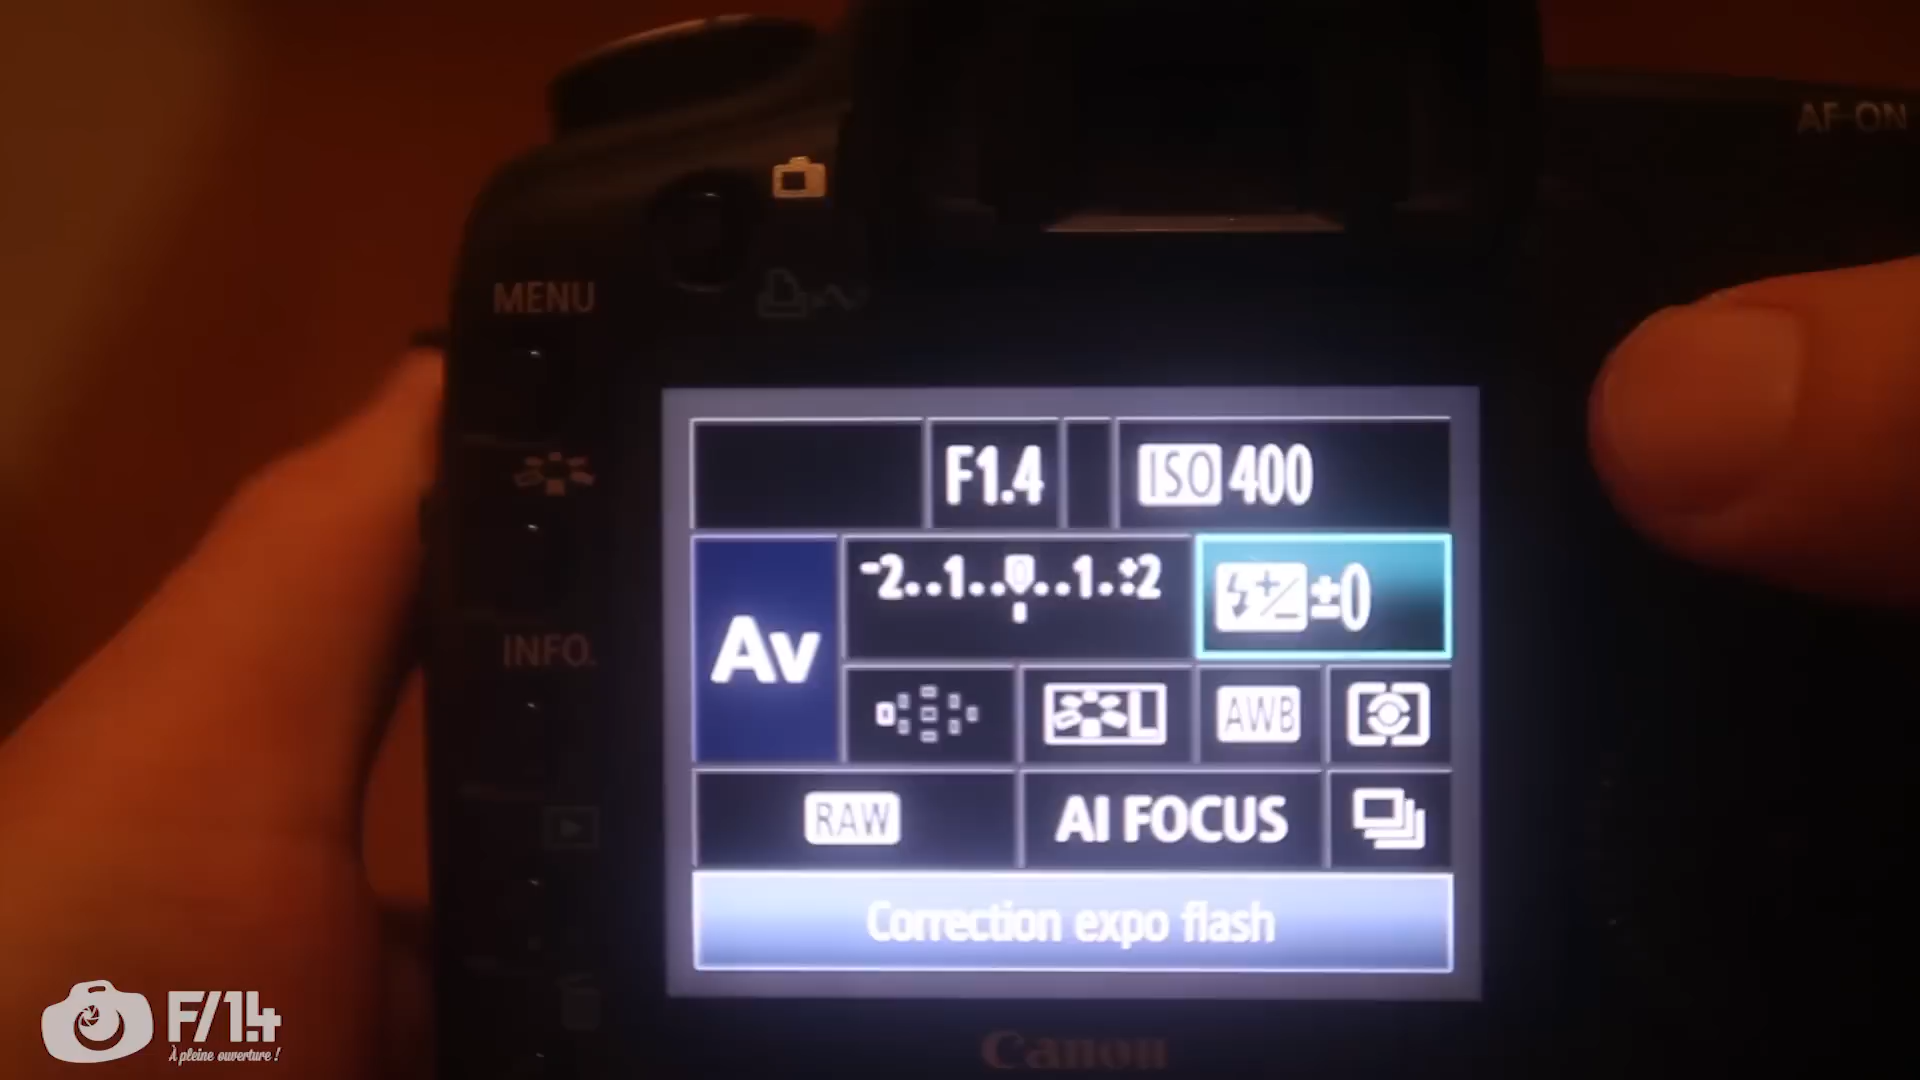 AF-ON
MENU
F1.4 ISO 400
-2..1..0..1.:+2
±0
Av
INFO.
L AWB
RAW AI FOCUS
Correction expo flash
Canon
F/1.4
À pleine ouverture !